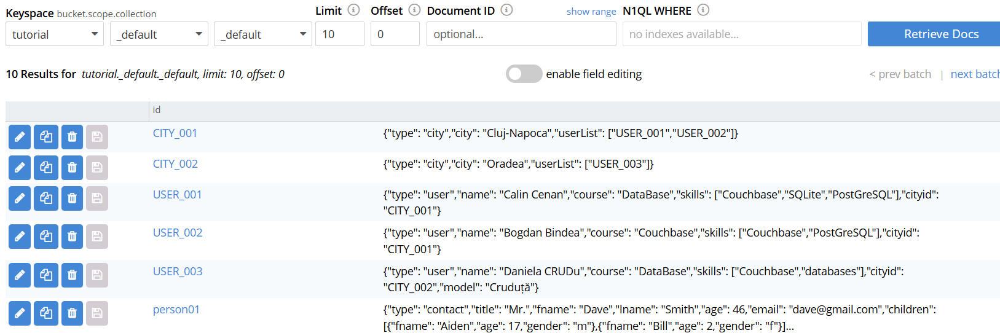 Keyspace bucket.scope.collection Limit Offset Document ID show range N1QL WHERE
tutorial _default _default 10 0 optional... no indexes available... Retrieve Docs
10 Results for tutorial._default._default, limit: 10, offset: 0 enable field editing < prev batch | next batch
id
CITY_001 {"type": "city","city": "Cluj-Napoca","userList": ["USER_001","USER_002"]}
CITY_002 {"type": "city","city": "Oradea","userList": ["USER_003"]}
USER_001 {"type": "user","name": "Calin Cenan","course": "DataBase","skills": ["Couchbase","SQLite","PostGreSQL"],"cityid":
"CITY_001"}
USER_002 {"type": "user","name": "Bogdan Bindea","course": "Couchbase","skills": ["Couchbase","PostGreSQL"],"cityid":
"CITY_001"}
USER_003 {"type": "user","name": "Daniela CRUDu","course": "DataBase","skills": ["Couchbase","databases"],"cityid":
"CITY_002","model": "Cruduță"}
person01 {"type": "contact","title": "Mr.","fname": "Dave","lname": "Smith","age": 46,"email": "dave@gmail.com","children":
[{"fname": "Aiden","age": 17,"gender": "m"},{"fname": "Bill","age": 2,"gender": "f"}]...